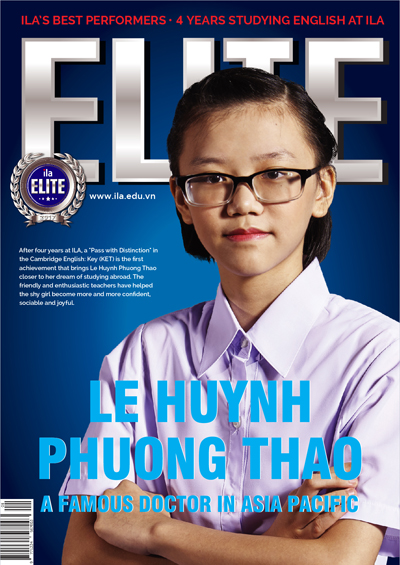 ILA'S BEST PERFORMERS • 4 YEARS STUDYING ENGLISH AT ILA
ELITE
ila
ELITE
www.ila.edu.vn
After four years at ILA, a "Pass with Distinction" in
the Cambridge English: Key (KET) is the first
achievement that brings Le Huynh Phuong Thao
closer to her dream of studying abroad. The
friendly and enthusiastic teachers have helped
the shy girl become more and more confident,
sociable and joyful.
LE HUYNH
PHUONG THAO
A FAMOUS DOCTOR IN ASIA PACIFIC